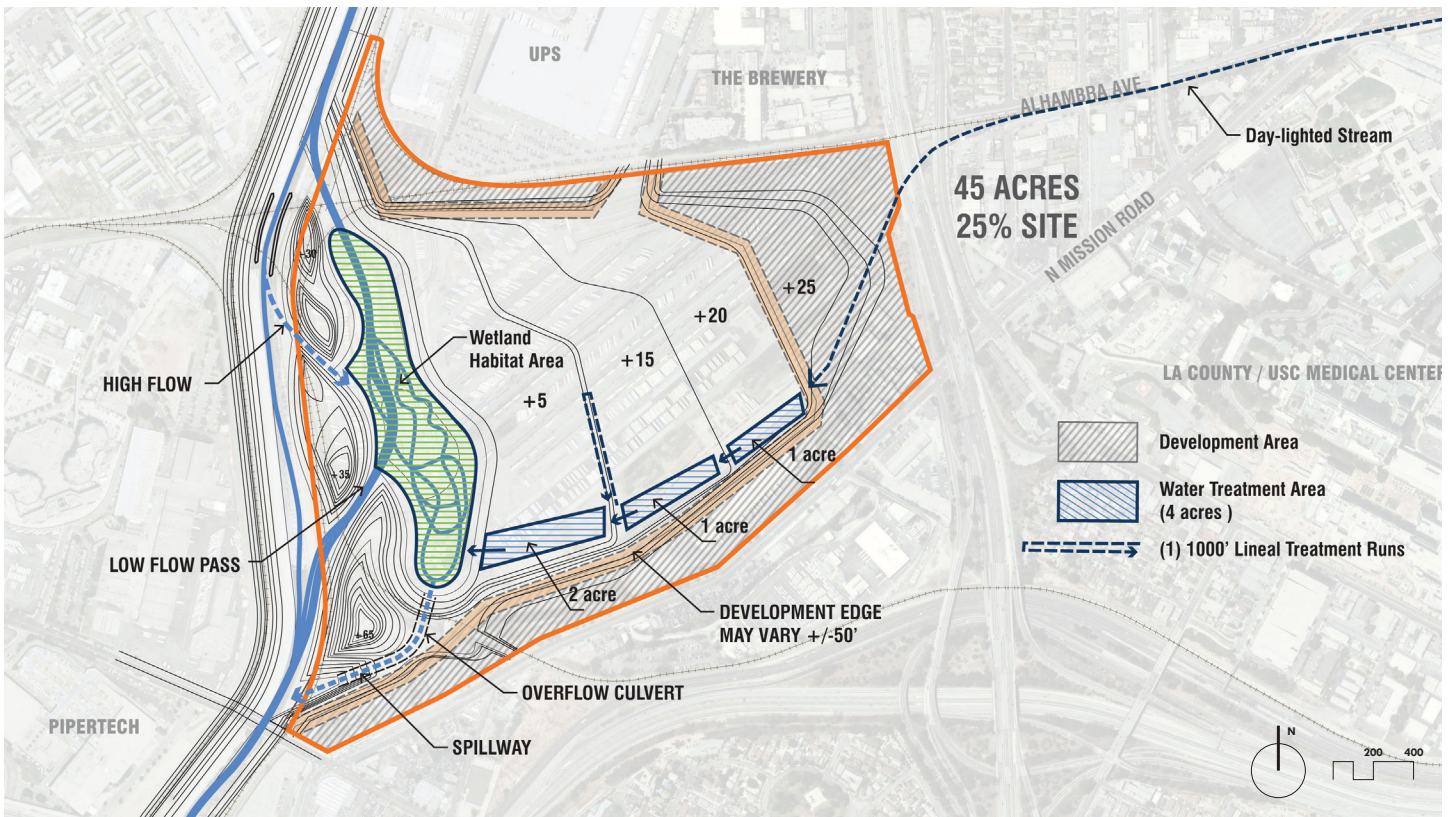 UPS
THE BREWERY
ALHAMBBA AVE
Day-lighted Stream
45 ACRES
25% SITE
N MISSION ROAD
+30
+25
+20
Wetland
Habitat Area
+15
HIGH FLOW
LA COUNTY / USC MEDICAL CENTER
+5
Development Area
1 acre
+35
Water Treatment Area
(4 acres )
1 acre
(1) 1000' Lineal Treatment Runs
LOW FLOW PASS
2 acre
DEVELOPMENT EDGE
MAY VARY +/-50'
+65
OVERFLOW CULVERT
PIPERTECH
SPILLWAY
N
200 400